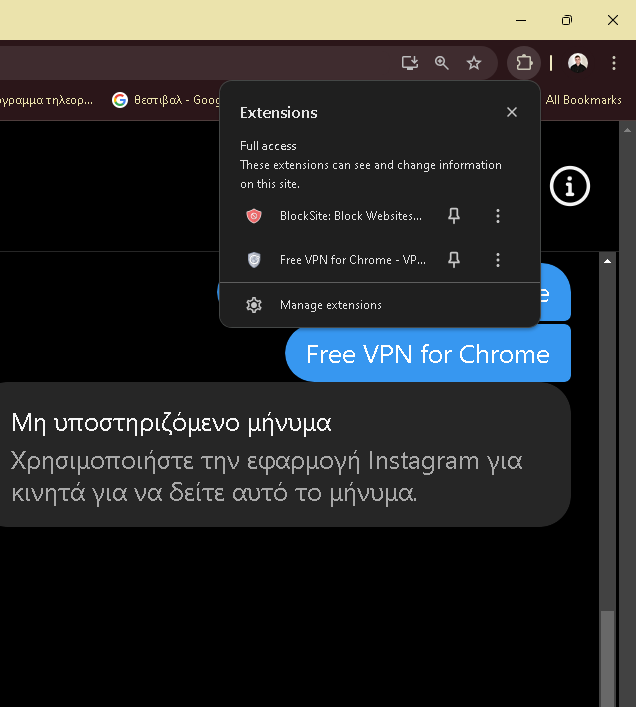 ογραμμα τηλεορ...
θεστιβαλ - Goog
All Bookmarks
Extensions
Full access
These extensions can see and change information
on this site.
BlockSite: Block Websites...
Free VPN for Chrome - VP...
Manage extensions
e
Free VPN for Chrome
Μη υποστηριζόμενο μήνυμα
Χρησιμοποιήστε την εφαρμογή Instagram για
κινητά για να δείτε αυτό το μήνυμα.